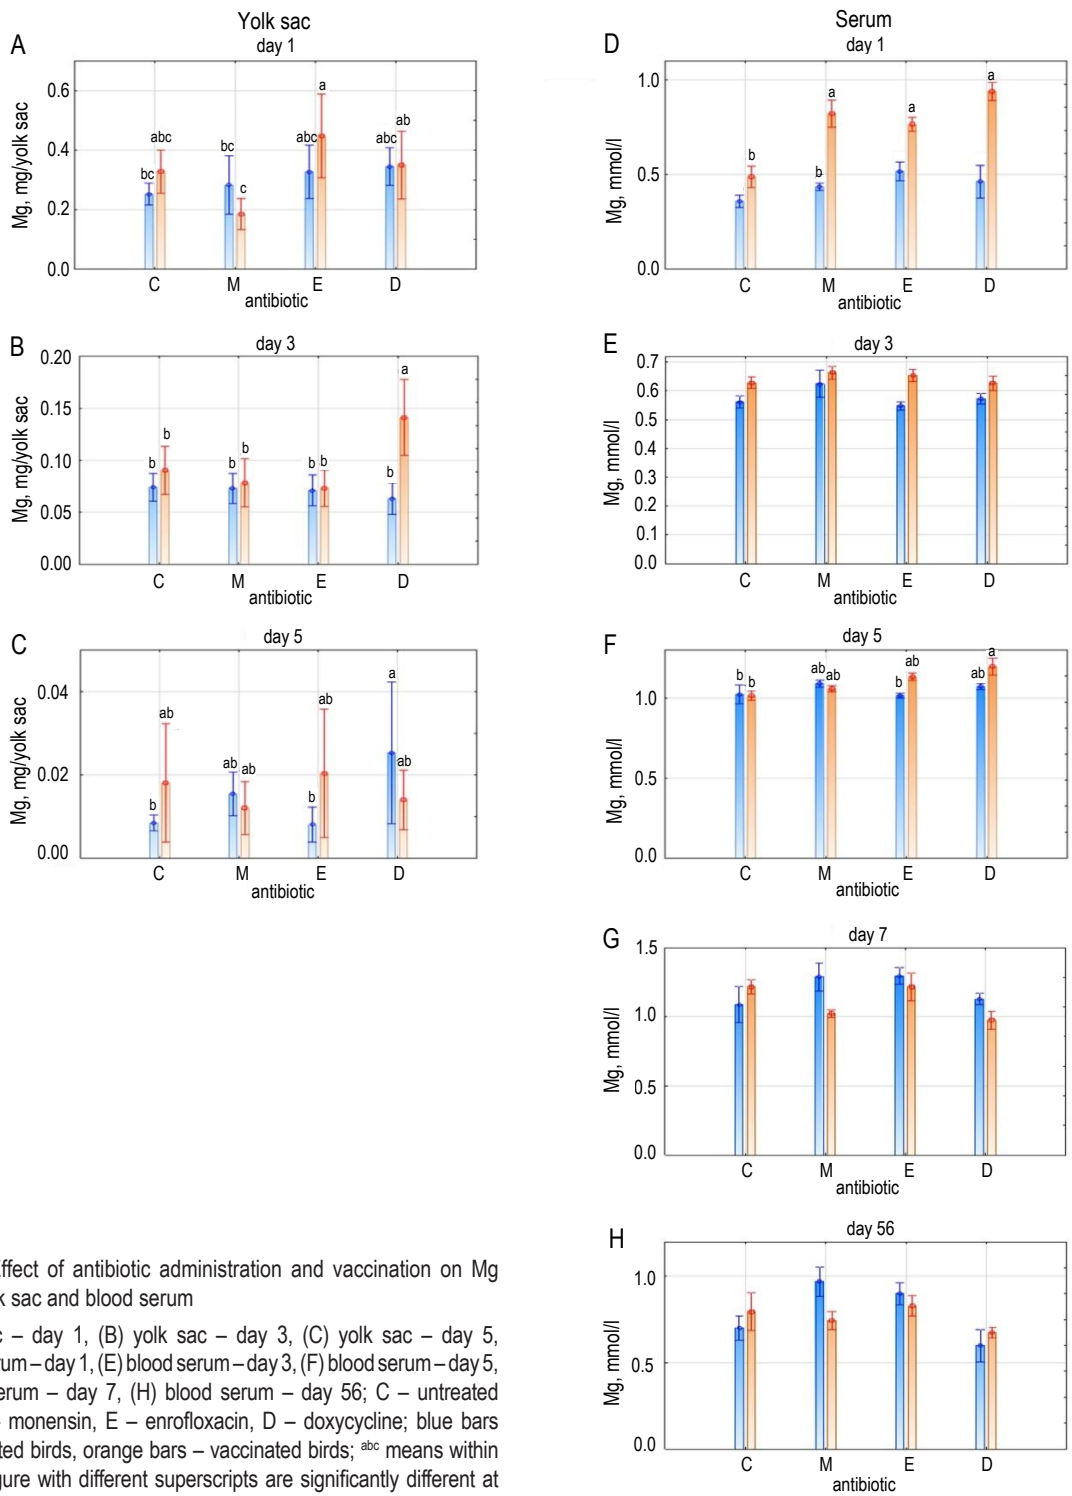 Yolk sac
A
day 1
Mg, mg/yolk sac
0.6
0.4
0.2
0.0
bc
abc
bc
c
abc
a
abc
ab
C M E D
antibiotic
B
day 3
Mg, mg/yolk sac
0.20
0.15
0.10
0.05
0.00
b
b
b
b
b
b
b
a
C M E D
antibiotic
C
day 5
Mg, mg/yolk sac
0.04
0.02
0.00
b
ab
ab
ab
b
ab
a
ab
C M E D
antibiotic
Serum
D
day 1
Mg, mmol/l
1.0
0.5
0.0
b
b
a
a
a
C M E D
antibiotic
E
day 3
Mg, mmol/l
0.7
0.6
0.5
0.4
0.3
0.2
0.1
0.0
C M E D
antibiotic
F
day 5
Mg, mmol/l
1.0
0.5
0.0
b
b
ab
ab
b
ab
ab
a
C M E D
antibiotic
G
day 7
Mg, mmol/l
1.5
1.0
0.5
0.0
C M E D
antibiotic
H
day 56
Mg, mmol/l
1.0
0.5
0.0
C M E D
antibiotic
ffect of antibiotic administration and vaccination on Mg
k sac and blood serum
c – day 1, (B) yolk sac – day 3, (C) yolk sac – day 5,
rum – day 1, (E) blood serum – day 3, (F) blood serum – day 5,
erum – day 7, (H) blood serum – day 56; C – untreated
- monensin, E – enrofloxacin, D – doxycycline; blue bars
ted birds, orange bars – vaccinated birds; abc means within
gure with different superscripts are significantly different at